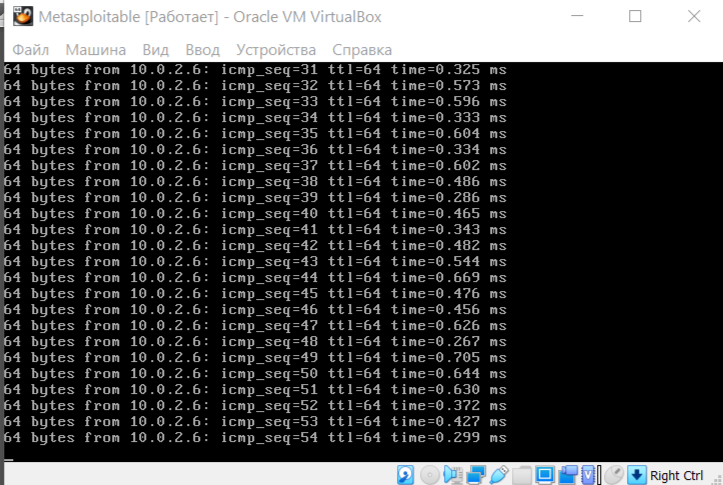 Metasploitable [Работает] - Oracle VM VirtualBox
Файл Машина Вид Ввод Устройства Справка
64 bytes from 10.0.2.6: icmp_seq=31 ttl=64 time=0.325 ms
64 bytes from 10.0.2.6: icmp_seq=32 ttl=64 time=0.573 ms
64 bytes from 10.0.2.6: icmp_seq=33 ttl=64 time=0.596 ms
64 bytes from 10.0.2.6: icmp_seq=34 ttl=64 time=0.333 ms
64 bytes from 10.0.2.6: icmp_seq=35 ttl=64 time=0.604 ms
64 bytes from 10.0.2.6: icmp_seq=36 ttl=64 time=0.334 ms
64 bytes from 10.0.2.6: icmp_seq=37 ttl=64 time=0.602 ms
64 bytes from 10.0.2.6: icmp_seq=38 ttl=64 time=0.486 ms
64 bytes from 10.0.2.6: icmp_seq=39 ttl=64 time=0.286 ms
64 bytes from 10.0.2.6: icmp_seq=40 ttl=64 time=0.465 ms
64 bytes from 10.0.2.6: icmp_seq=41 ttl=64 time=0.343 ms
64 bytes from 10.0.2.6: icmp_seq=42 ttl=64 time=0.482 ms
64 bytes from 10.0.2.6: icmp_seq=43 ttl=64 time=0.544 ms
64 bytes from 10.0.2.6: icmp_seq=44 ttl=64 time=0.669 ms
64 bytes from 10.0.2.6: icmp_seq=45 ttl=64 time=0.476 ms
64 bytes from 10.0.2.6: icmp_seq=46 ttl=64 time=0.456 ms
64 bytes from 10.0.2.6: icmp_seq=47 ttl=64 time=0.626 ms
64 bytes from 10.0.2.6: icmp_seq=48 ttl=64 time=0.267 ms
64 bytes from 10.0.2.6: icmp_seq=49 ttl=64 time=0.705 ms
64 bytes from 10.0.2.6: icmp_seq=50 ttl=64 time=0.644 ms
64 bytes from 10.0.2.6: icmp_seq=51 ttl=64 time=0.630 ms
64 bytes from 10.0.2.6: icmp_seq=52 ttl=64 time=0.372 ms
64 bytes from 10.0.2.6: icmp_seq=53 ttl=64 time=0.427 ms
64 bytes from 10.0.2.6: icmp_seq=54 ttl=64 time=0.299 ms
Right Ctrl